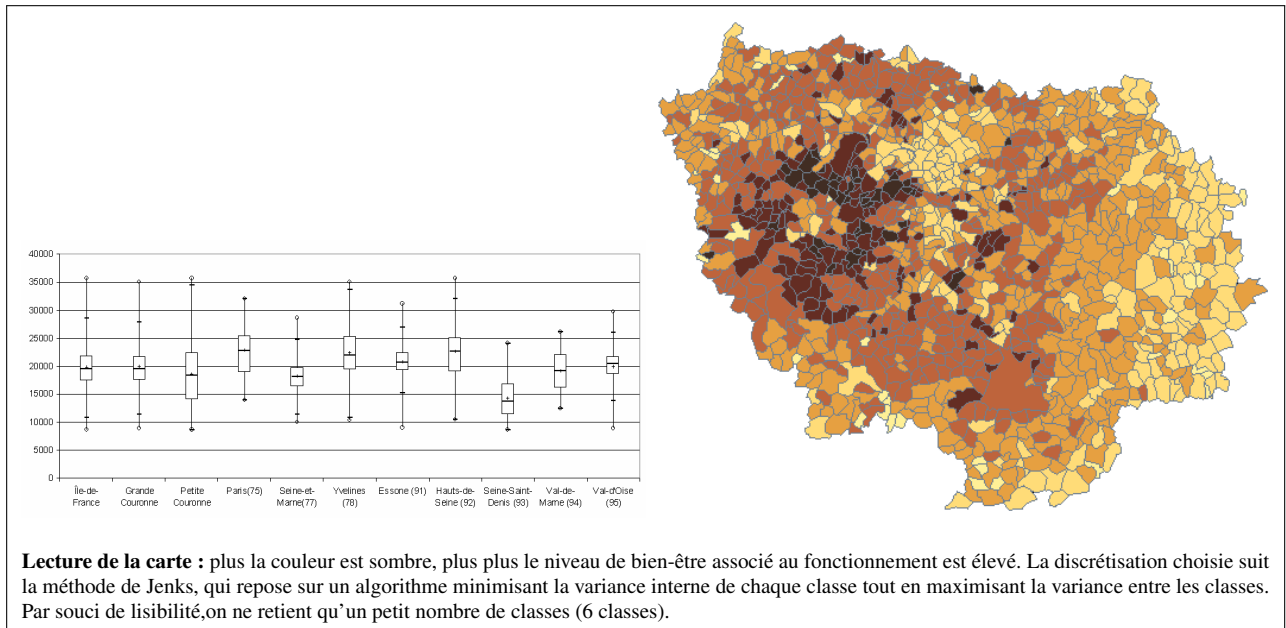 40000
35000
30000
25000
20000
15000
10000
5000
0
Île-de-France
Grande Couronne
Petite Couronne
Paris(75)
Seine-et-Marne(77)
Yvelines (78)
Essone (91)
Hauts-de-Seine (92)
Seine-Saint-Denis (93)
Val-de-Marne (94)
Val-d'Oise (95)
Lecture de la carte : plus la couleur est sombre, plus plus le niveau de bien-être associé au fonctionnement est élevé. La discrétisation choisie suit
la méthode de Jenks, qui repose sur un algorithme minimisant la variance interne de chaque classe tout en maximisant la variance entre les classes.
Par souci de lisibilité,on ne retient qu'un petit nombre de classes (6 classes).